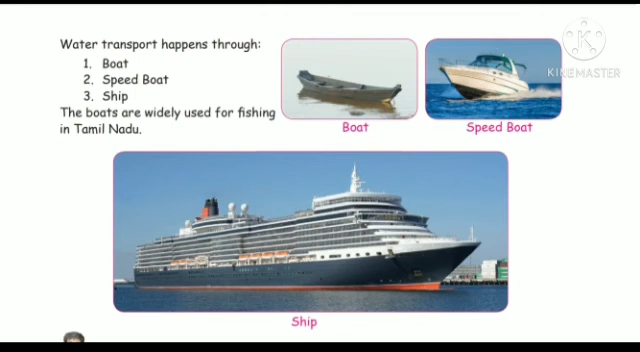 Water transport happens through:
1. Boat
2. Speed Boat
3. Ship
The boats are widely used for fishing
in Tamil Nadu.
Boat
Speed Boat
KINEMASTER
Ship